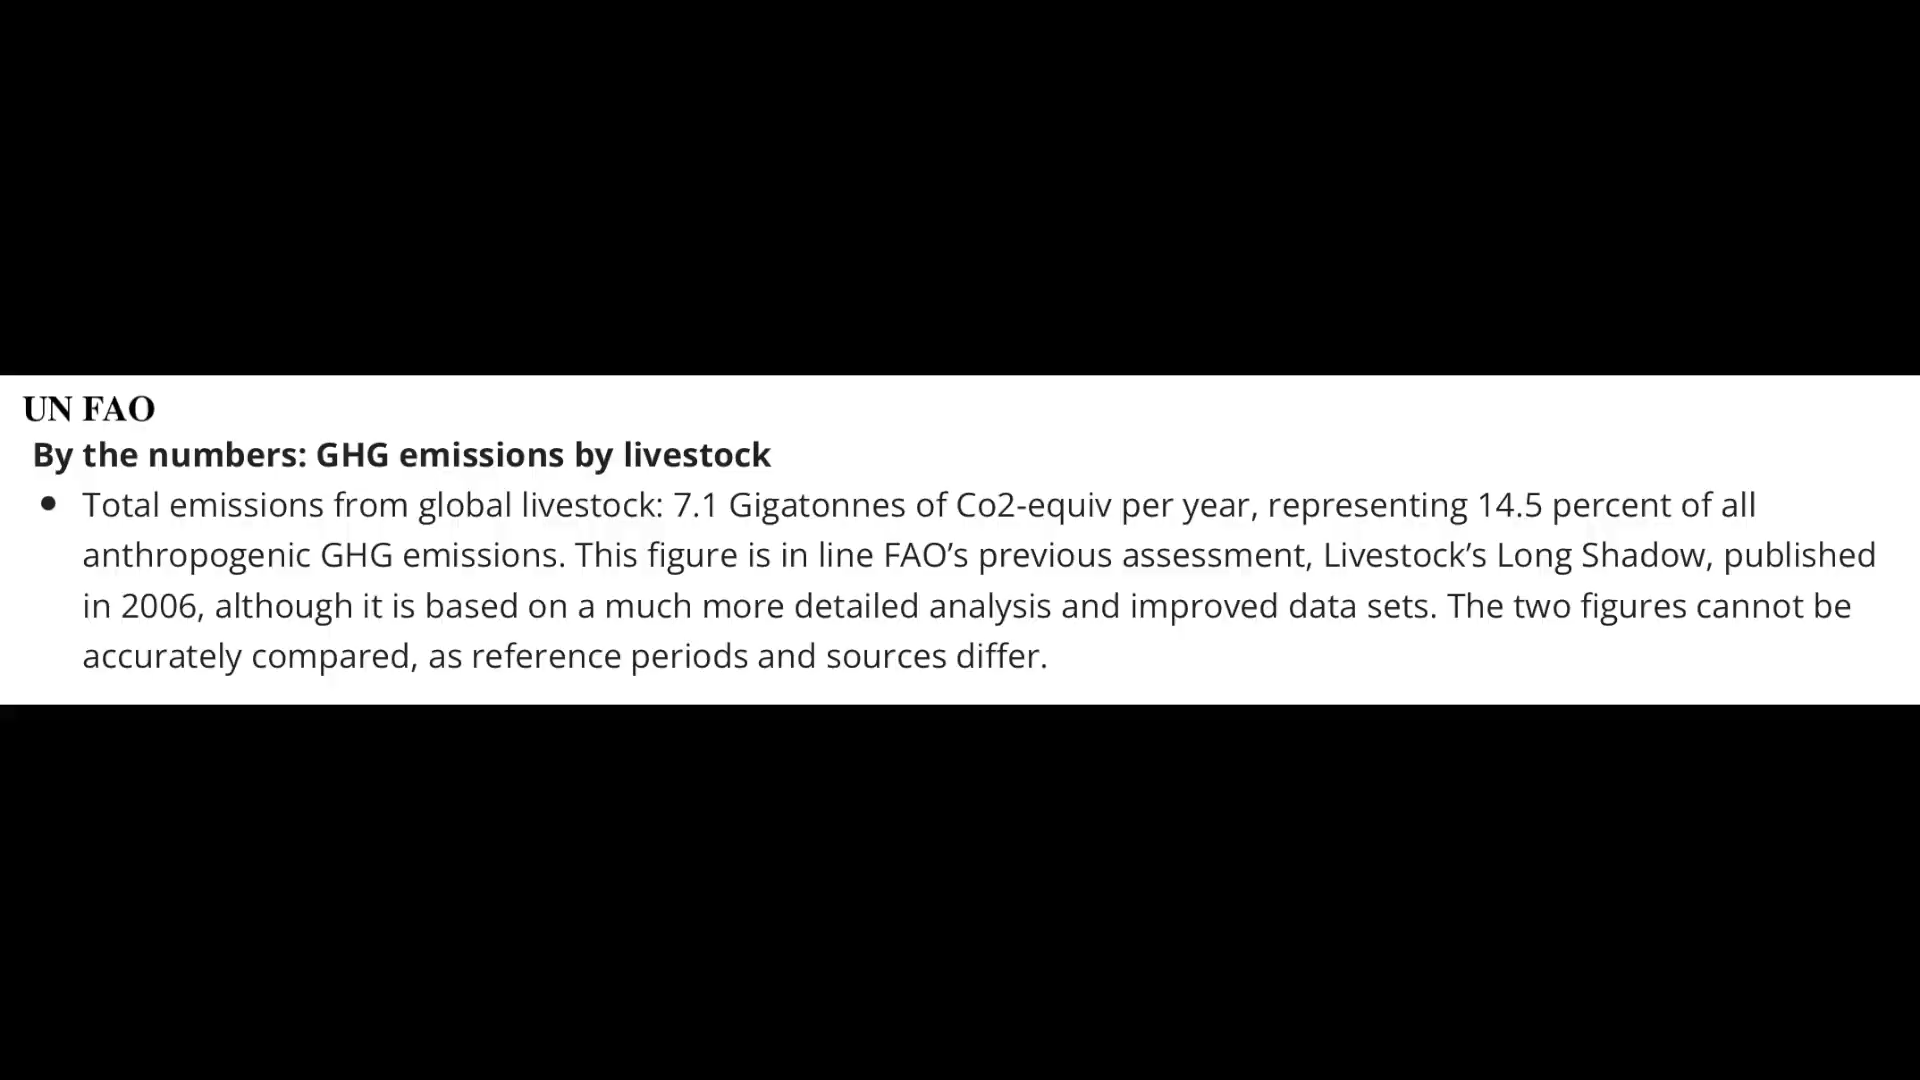 UN FAO
By the numbers: GHG emissions by livestock
• Total emissions from global livestock: 7.1 Gigatonnes of Co2-equiv per year, representing 14.5 percent of all
anthropogenic GHG emissions. This figure is in line FAO’s previous assessment, Livestock’s Long Shadow, published
in 2006, although it is based on a much more detailed analysis and improved data sets. The two figures cannot be
accurately compared, as reference periods and sources differ.